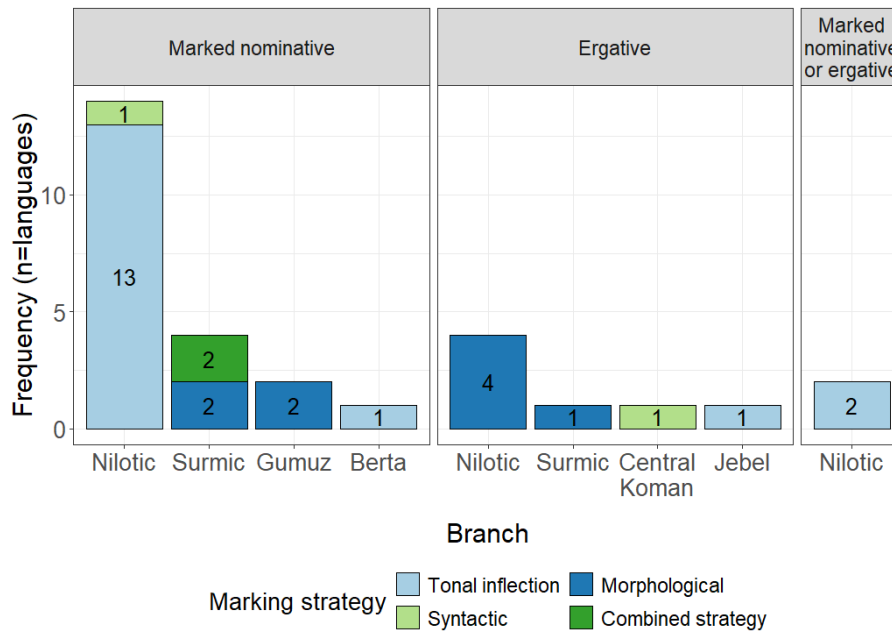 Marked nominative
Ergative
Marked
nominative
or ergative
Frequency (n=languages)
10
5
0
1
13
2
2
2
1
4
1
1
1
2
Nilotic Surmic Gumuz Berta
Nilotic Surmic Central Koman Jebel
Nilotic
Branch
Marking strategy
Tonal inflection
Morphological
Syntactic
Combined strategy